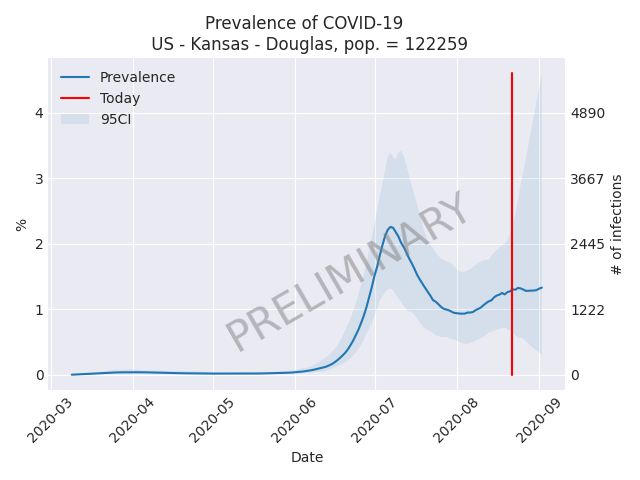 Prevalence of COVID-19
US - Kansas - Douglas, pop. = 122259
Prevalence
Today
95CI
PRELIMINARY
%
4
3
2
1
0
4890
3667
2445
1222
0
# of infections
2020-03
2020-04
2020-05
2020-06
2020-07
2020-08
2020-09
Date